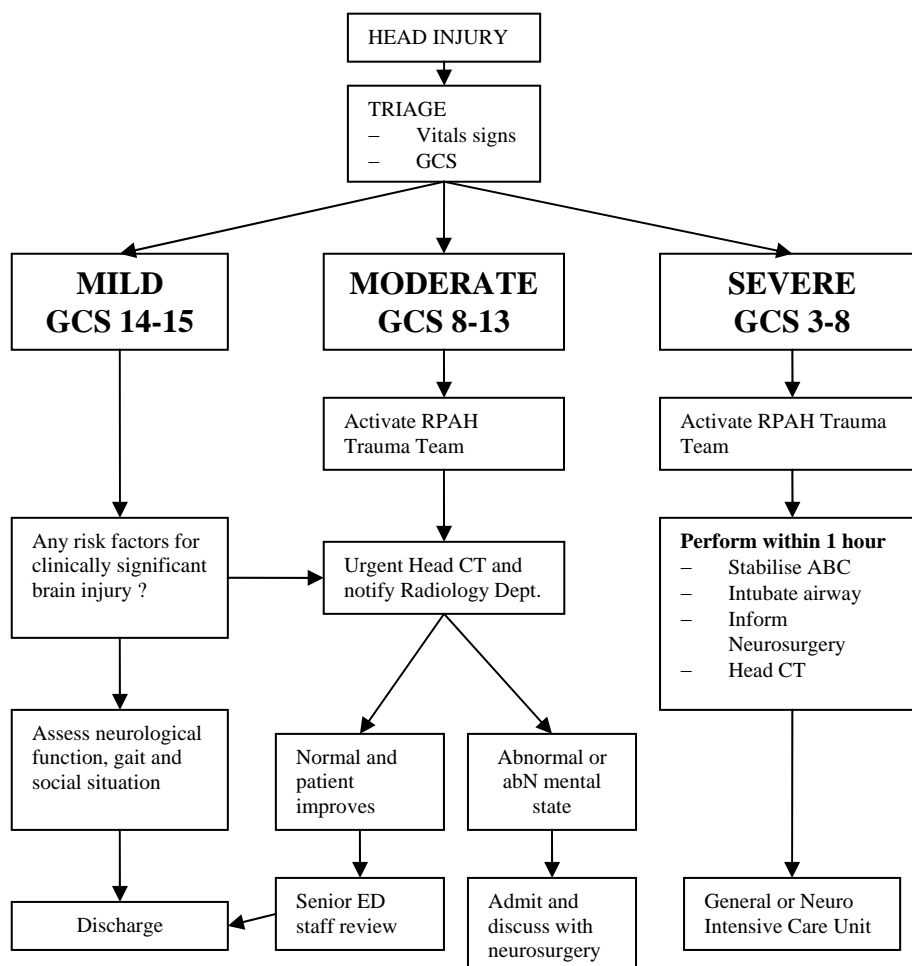 HEAD INJURY
TRIAGE
– Vitals signs
– GCS
MILD
GCS 14-15
MODERATE
GCS 8-13
SEVERE
GCS 3-8
Activate RPAH
Trauma Team
Activate RPAH Trauma
Team
Any risk factors for
clinically significant
brain injury ?
Urgent Head CT and
notify Radiology Dept.
Perform within 1 hour
– Stabilise ABC
– Intubate airway
– Inform
Neurosurgery
– Head CT
Assess neurological
function, gait and
social situation
Normal and
patient
improves
Abnormal or
abN mental
state
Discharge
Senior ED
staff review
Admit and
discuss with
neurosurgery
General or Neuro
Intensive Care Unit